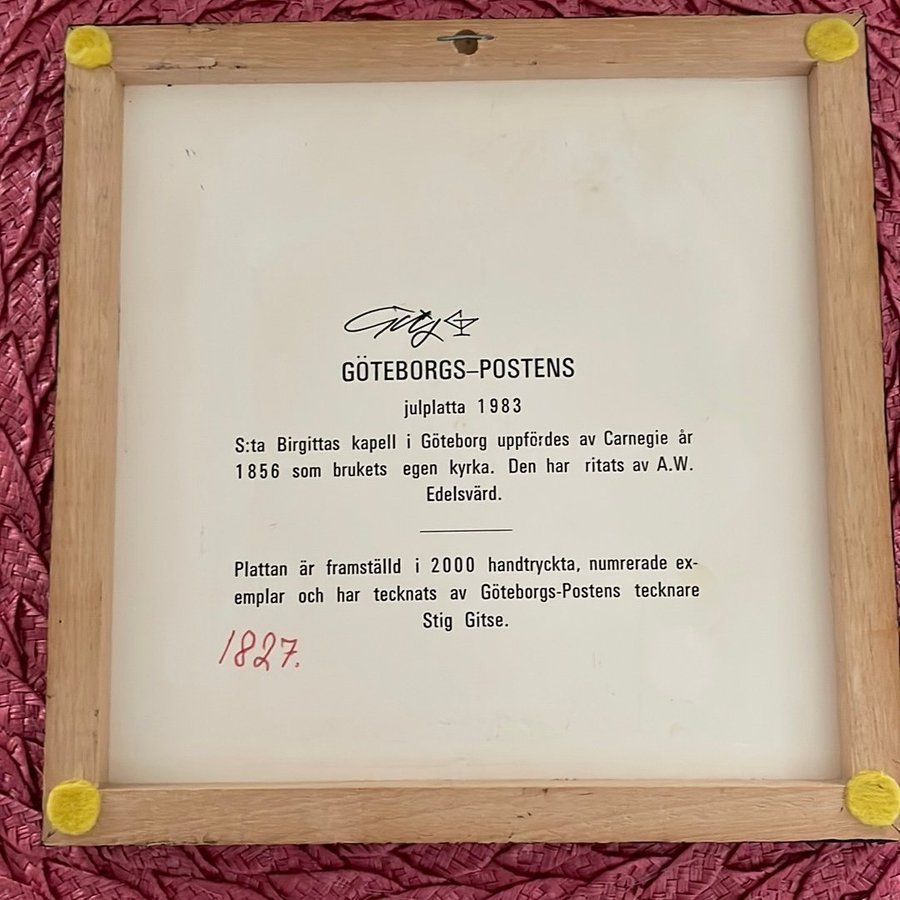 Gitse
GÖTEBORGS–POSTENS
julplatta 1983
S:ta Birgittas kapell i Göteborg uppfördes av Carnegie år
1856 som brukets egen kyrka. Den har ritats av A.W.
Edelsvärd.
Plattan är framställd i 2000 handtryckta, numrerade ex-
emplar och har tecknats av Göteborgs-Postens tecknare
Stig Gitse.
1827.